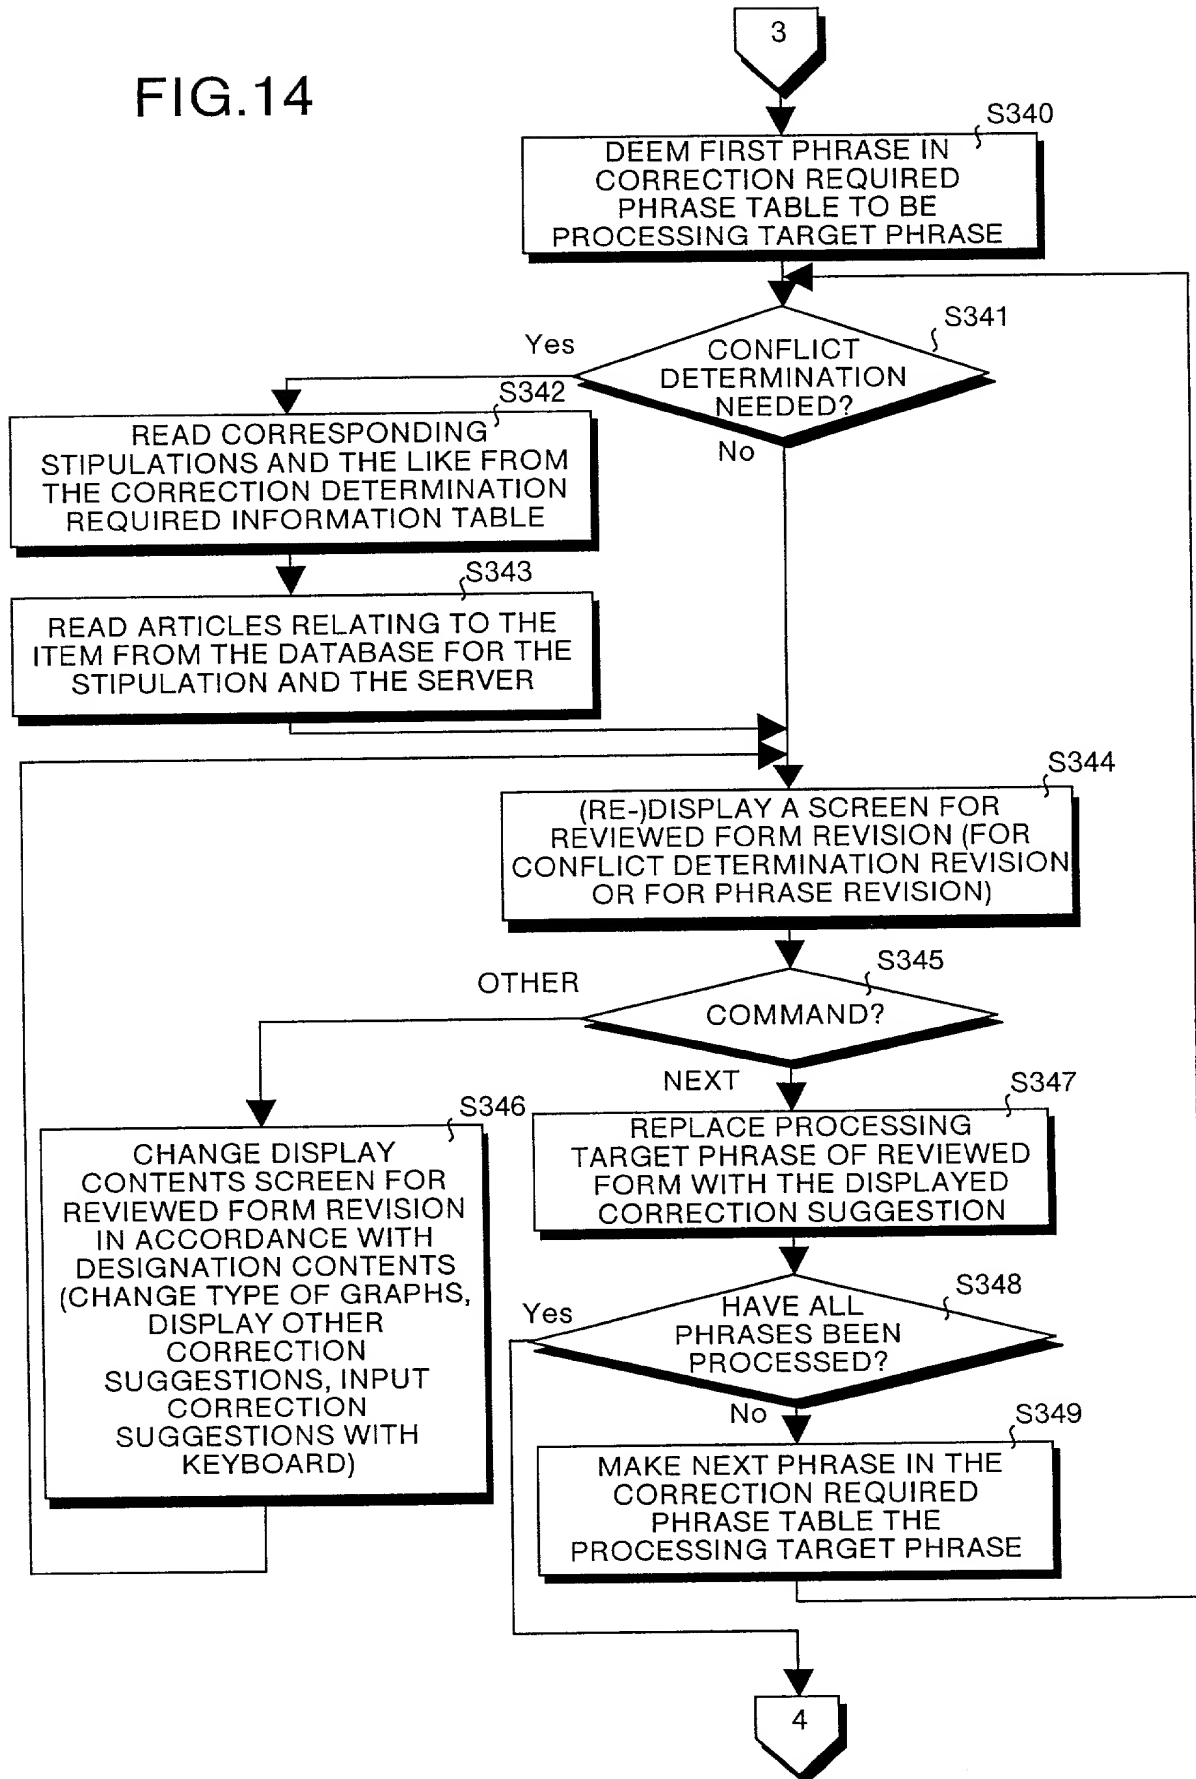 3
FIG.14
S340
DEEM FIRST PHRASE IN
CORRECTION REQUIRED
PHRASE TABLE TO BE
PROCESSING TARGET PHRASE
S341
Yes
CONFLICT
DETERMINATION
NEEDED?
No
S342
READ CORRESPONDING
STIPULATIONS AND THE LIKE FROM
THE CORRECTION DETERMINATION
REQUIRED INFORMATION TABLE
S343
READ ARTICLES RELATING TO THE
ITEM FROM THE DATABASE FOR THE
STIPULATION AND THE SERVER
S344
(RE-)DISPLAY A SCREEN FOR
REVIEWED FORM REVISION (FOR
CONFLICT DETERMINATION REVISION
OR FOR PHRASE REVISION)
S345
OTHER
COMMAND?
NEXT
S346
CHANGE DISPLAY
CONTENTS SCREEN FOR
REVIEWED FORM REVISION
IN ACCORDANCE WITH
DESIGNATION CONTENTS
(CHANGE TYPE OF GRAPHS,
DISPLAY OTHER
CORRECTION
SUGGESTIONS, INPUT
CORRECTION
SUGGESTIONS WITH
KEYBOARD)
S347
REPLACE PROCESSING
TARGET PHRASE OF REVIEWED
FORM WITH THE DISPLAYED
CORRECTION SUGGESTION
S348
Yes
HAVE ALL
PHRASES BEEN
PROCESSED?
No
S349
MAKE NEXT PHRASE IN THE
CORRECTION REQUIRED
PHRASE TABLE THE
PROCESSING TARGET PHRASE
4